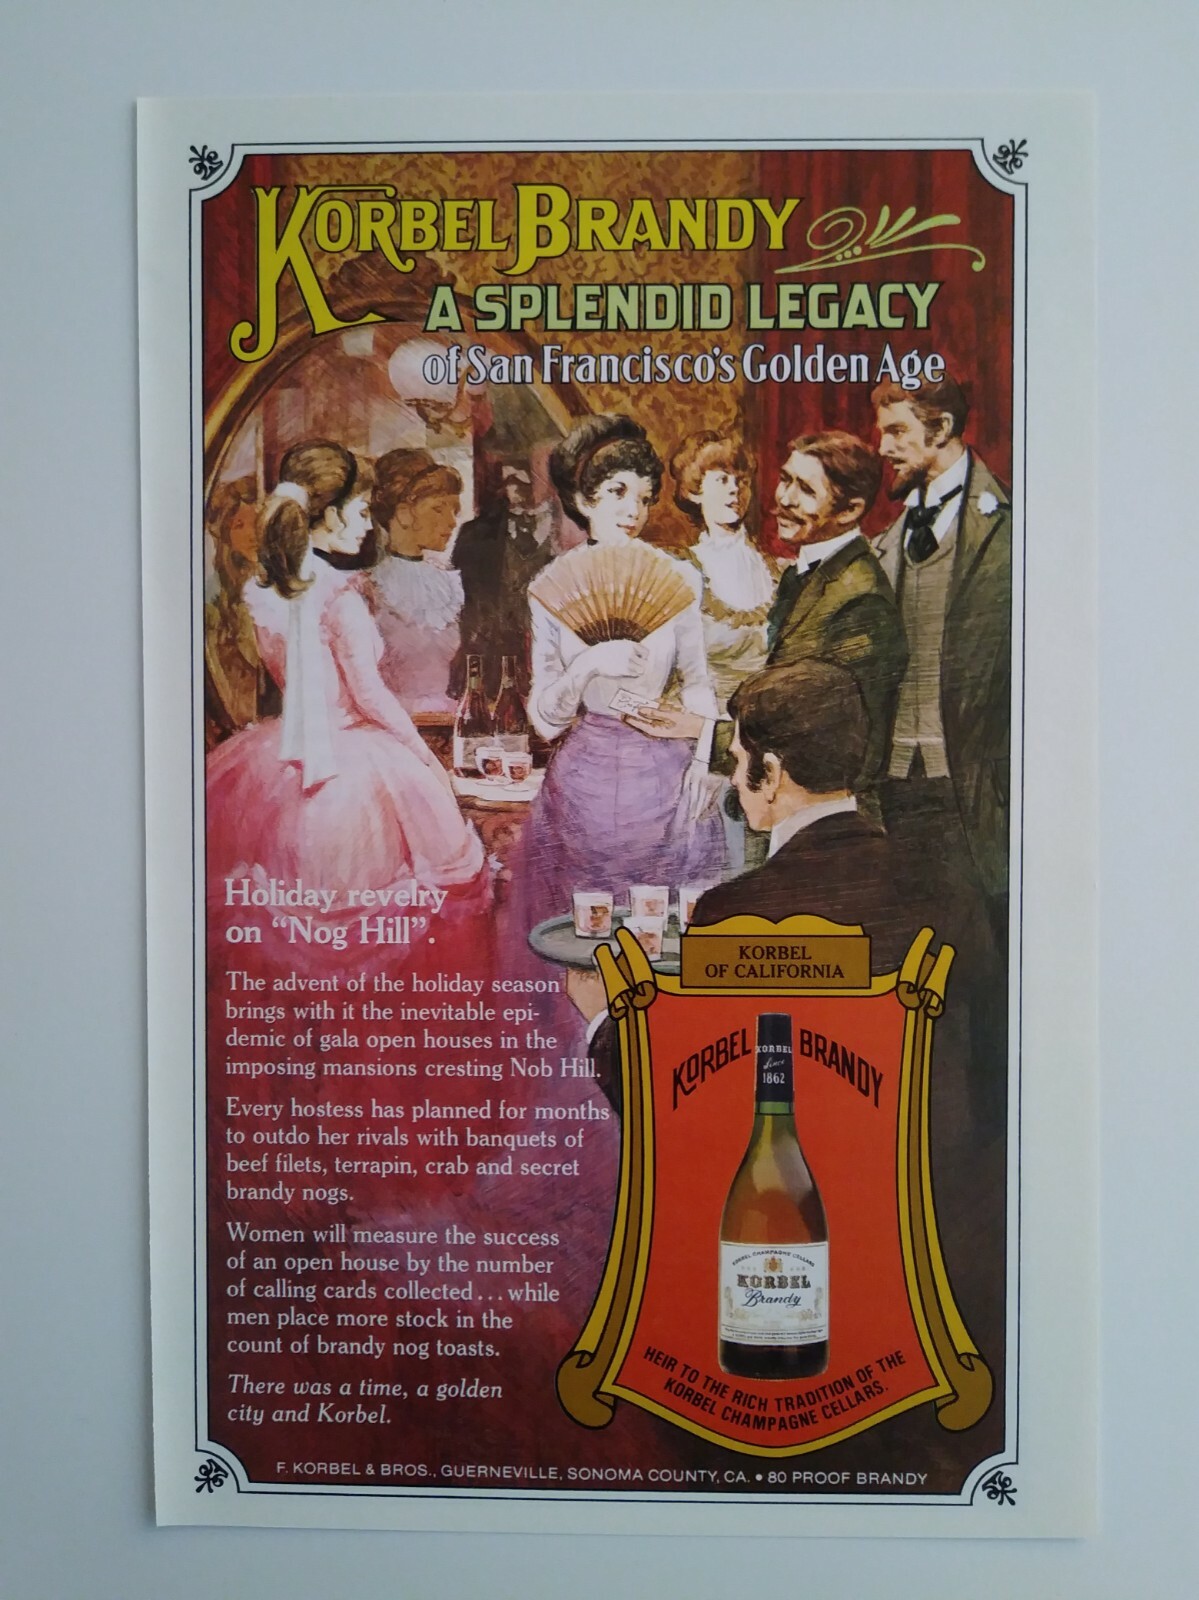 KORBEL BRANDY
A SPLENDID LEGACY
of San Francisco's Golden Age
Holiday revelry
on “Nog Hill”.
The advent of the holiday season
brings with it the inevitable epi-
demic of gala open houses in the
imposing mansions cresting Nob Hill.
Every hostess has planned for months
to outdo her rivals with banquets of
beef filets, terrapin, crab and secret
brandy nogs.
Women will measure the success
of an open house by the number
of calling cards collected...while
men place more stock in the
count of brandy nog toasts.
There was a time, a golden
city and Korbel.
KORBEL
OF CALIFORNIA
KORBEL BRANDY
KORBEL
Since
1862
KORBEL CHAMPAGNE CELLARS
KORBEL
Brandy
HEIR TO THE RICH TRADITION OF THE
KORBEL CHAMPAGNE CELLARS.
F. KORBEL & BROS., GUERNEVILLE, SONOMA COUNTY, CA. • 80 PROOF BRANDY